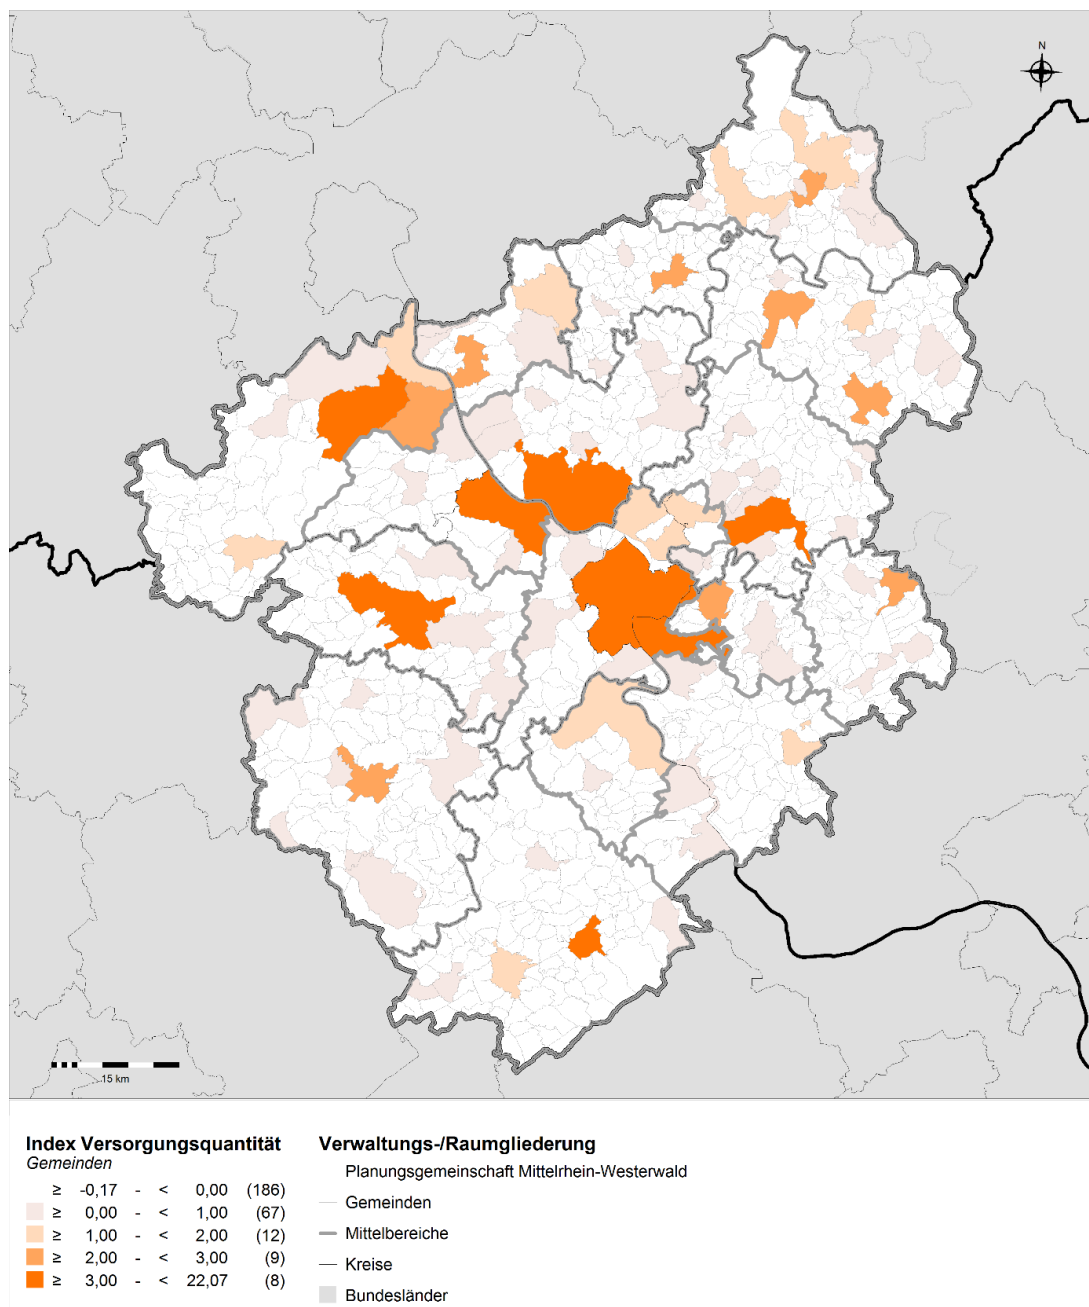 N
15 km
Index Versorgungsquantität
Gemeinden
≥ -0,17 - < 0,00 (186)
≥ 0,00 - < 1,00 (67)
≥ 1,00 - < 2,00 (12)
≥ 2,00 - < 3,00 (9)
≥ 3,00 - < 22,07 (8)
Verwaltungs-/Raumgliederung
Planungsgemeinschaft Mittelrhein-Westerwald
Gemeinden
Mittelbereiche
Kreise
Bundesländer